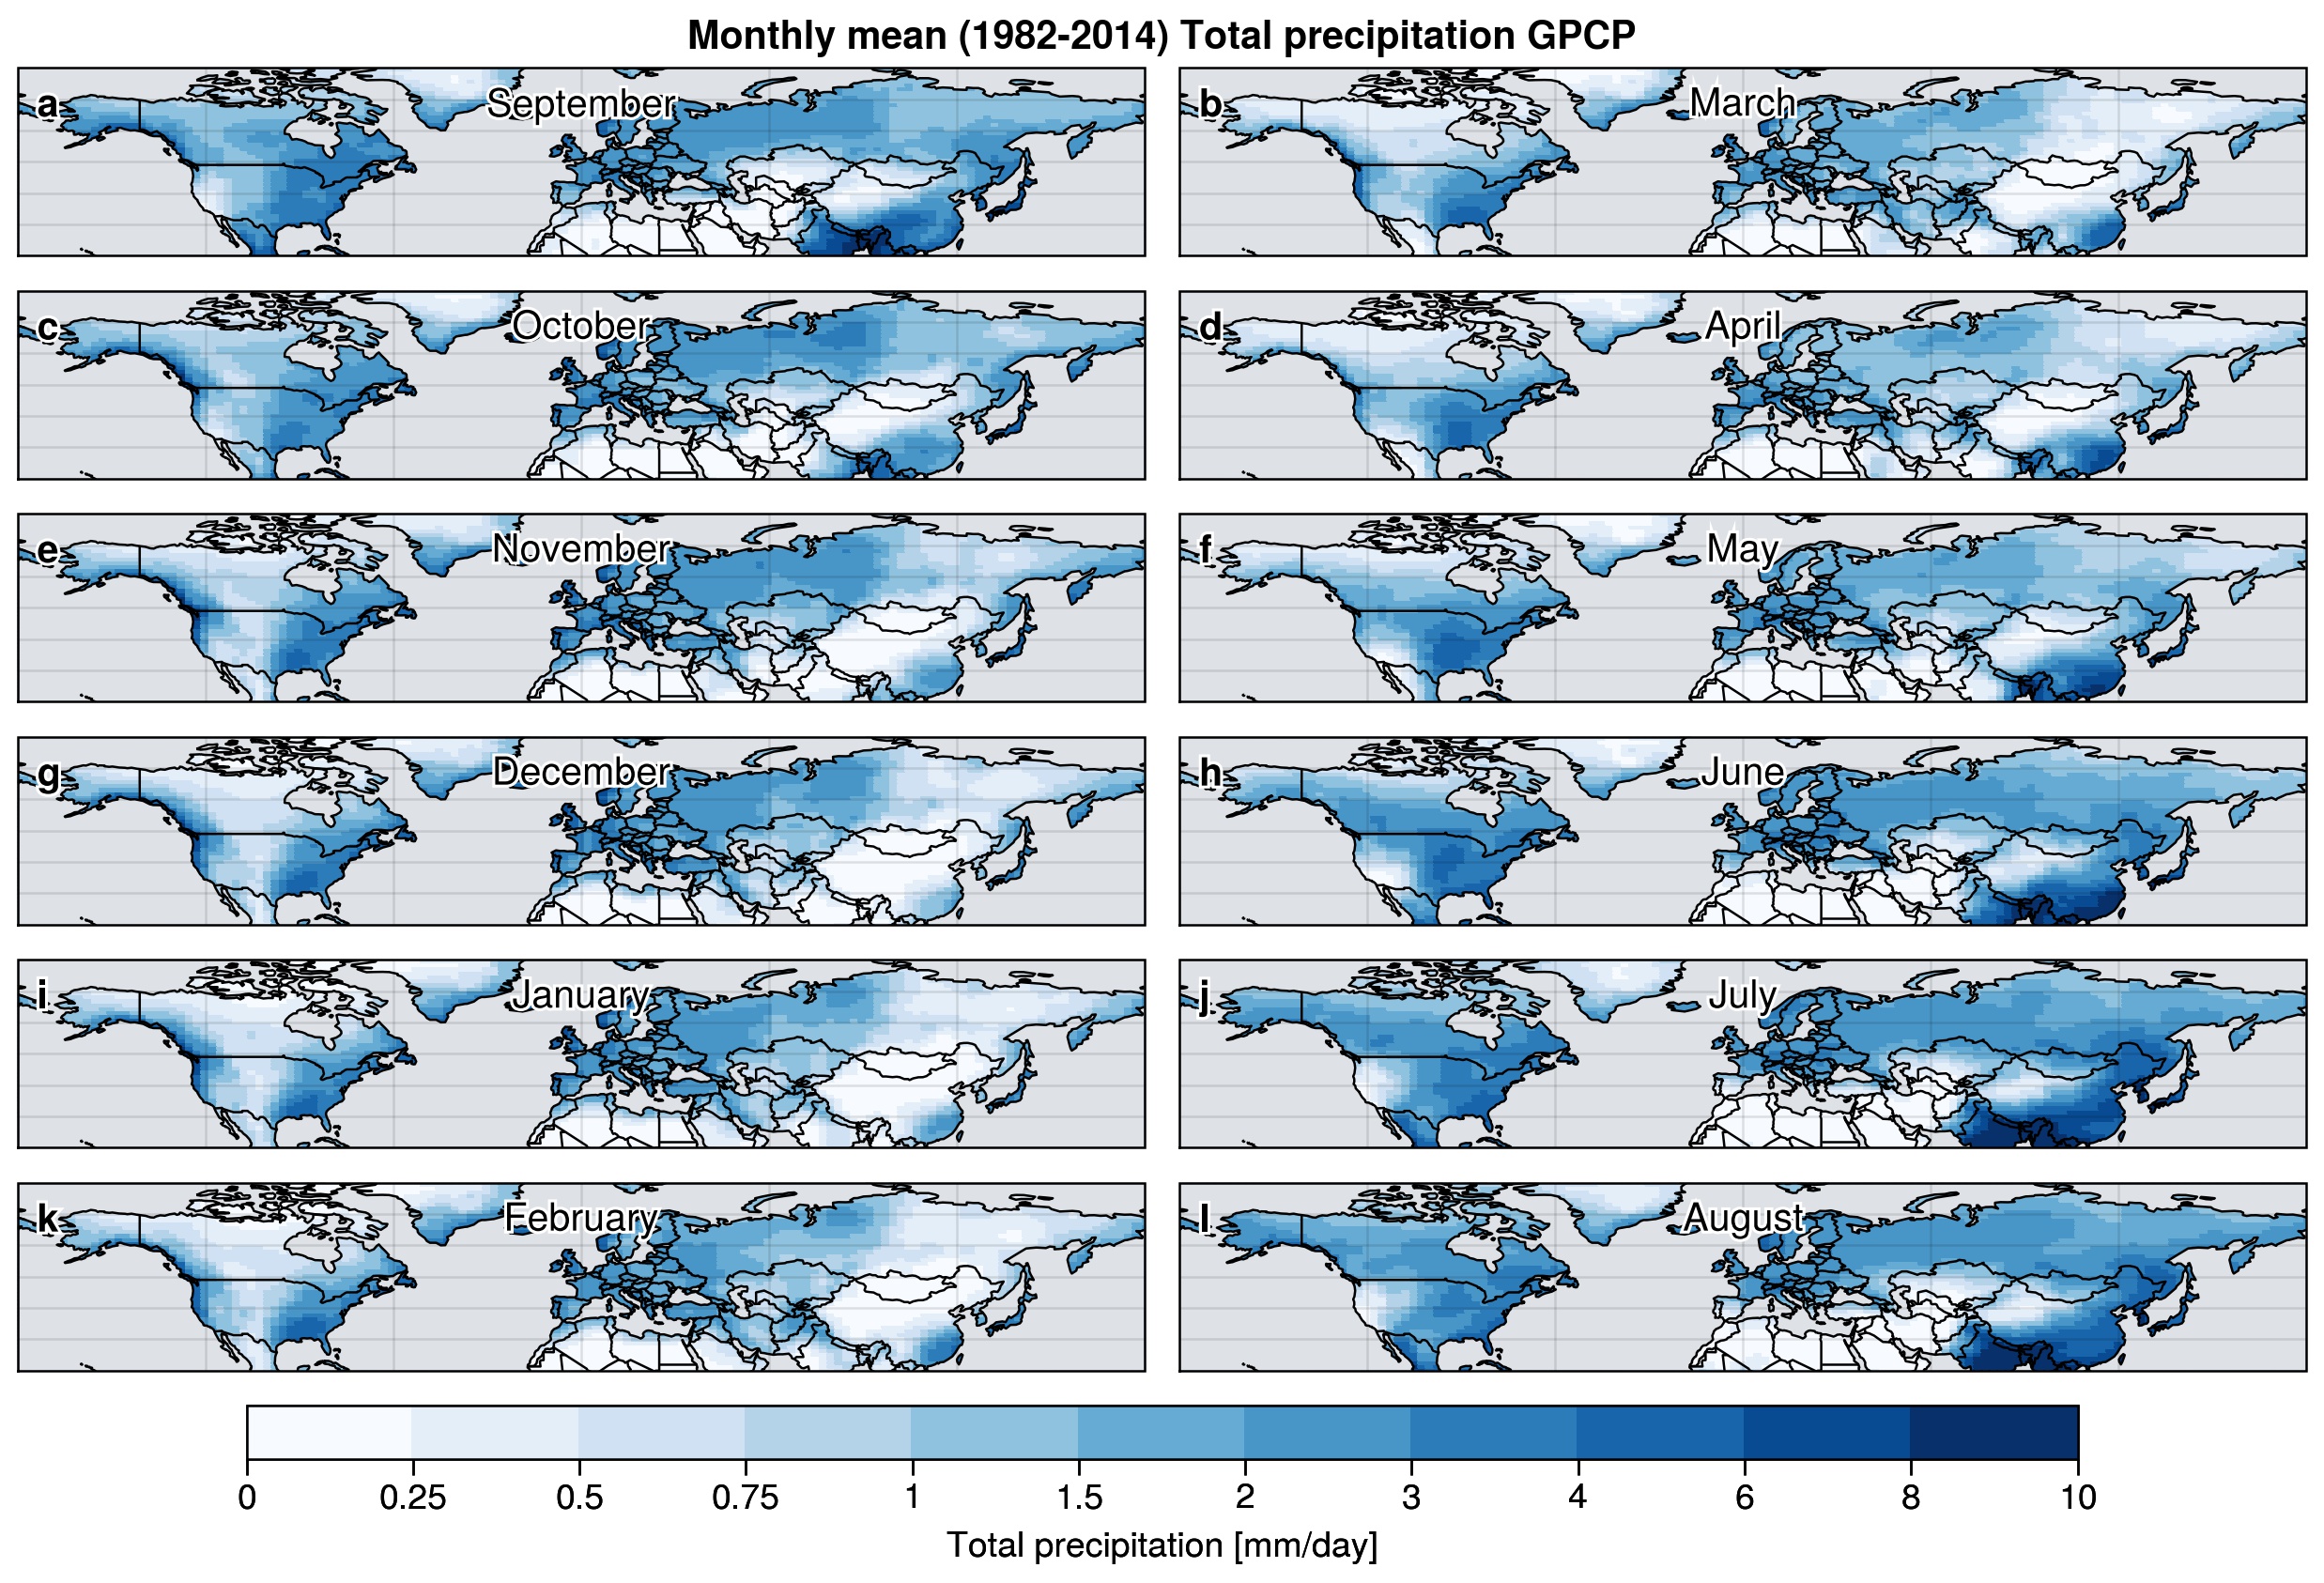 Monthly mean (1982-2014) Total precipitation GPCP
a September
b March
c October
d April
e November
f May
g December
h June
i January
j July
k February
l August
0 0.25 0.5 0.75 1 1.5 2 3 4 6 8 10
Total precipitation [mm/day]